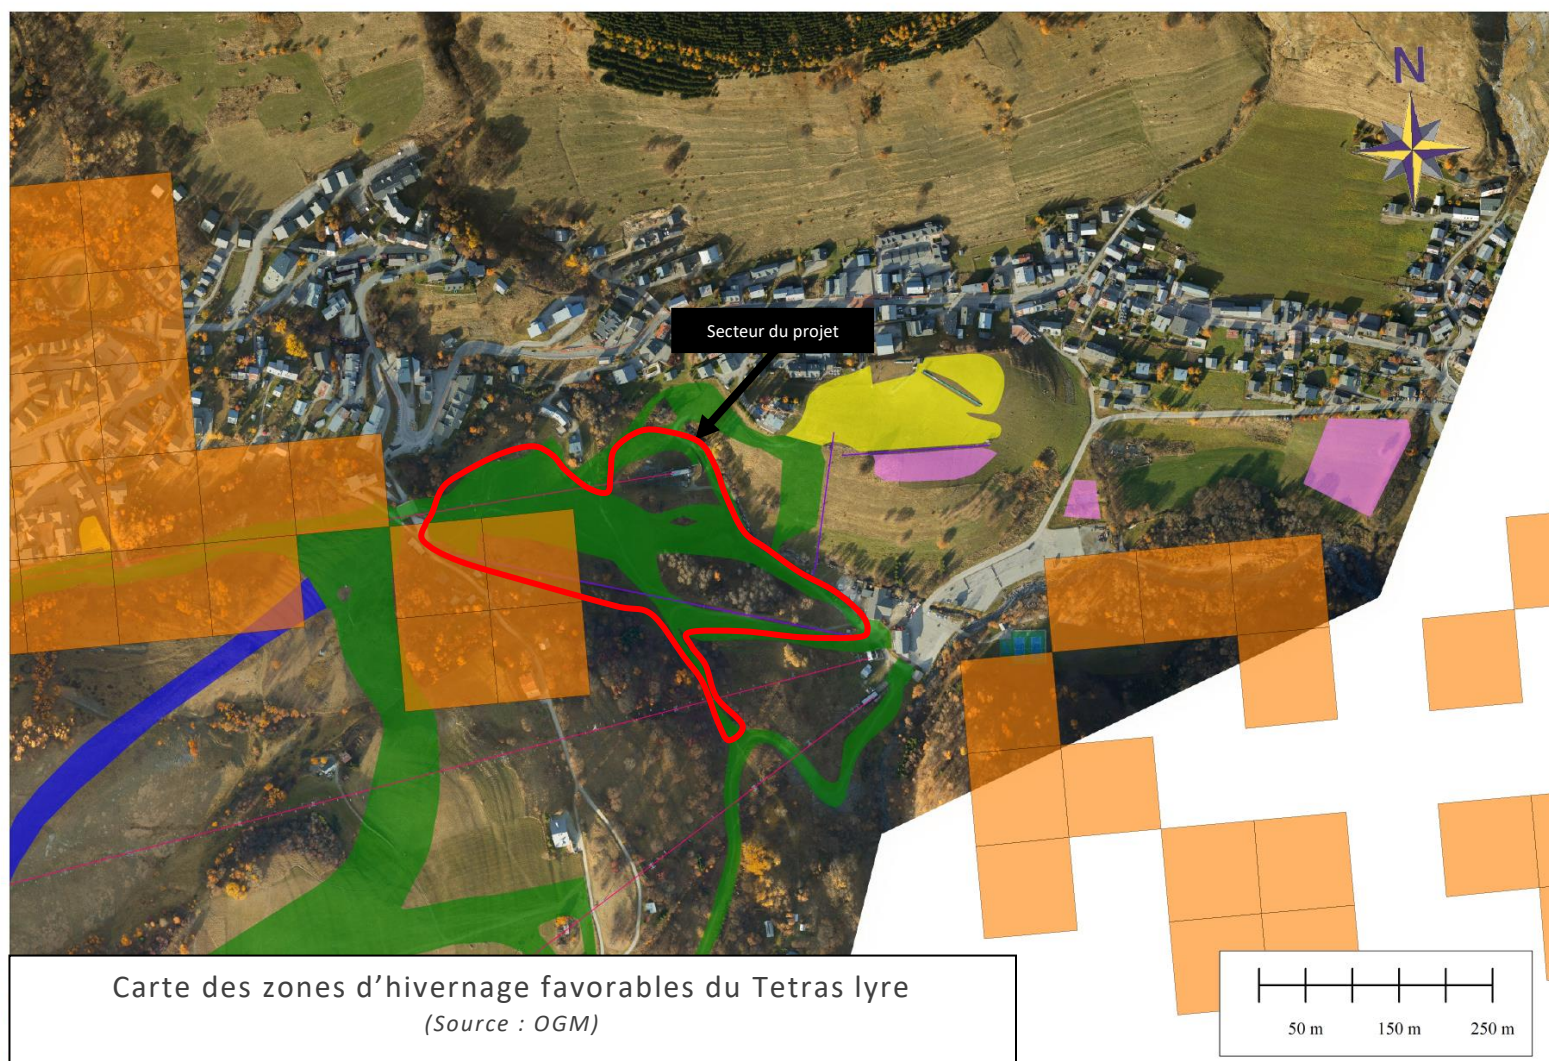 N
Secteur du projet
Carte des zones d’hivernage favorables du Tetras lyre
(Source : OGM)
50 m 150 m 250 m